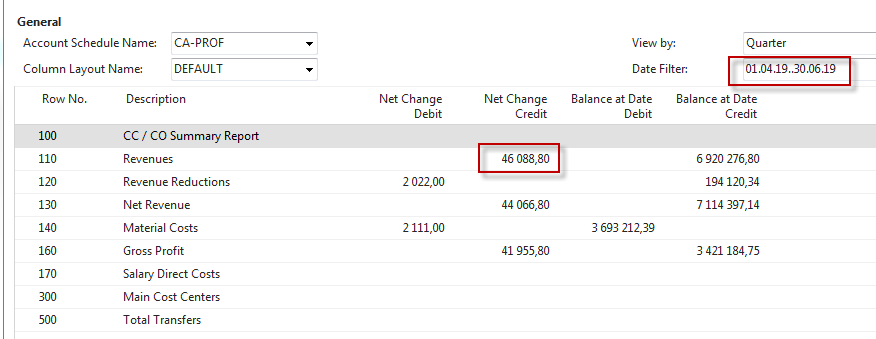 General
Account Schedule Name: CA-PROF View by: Quarter
Column Layout Name: DEFAULT Date Filter: 01.04.19..30.06.19
Row No. Description Net Change Debit Net Change Credit Balance at Date Debit Balance at Date Credit
100 CC / CO Summary Report
110 Revenues 46 088,80 6 920 276,80
120 Revenue Reductions 2 022,00 194 120,34
130 Net Revenue 44 066,80 7 114 397,14
140 Material Costs 2 111,00 3 693 212,39
160 Gross Profit 41 955,80 3 421 184,75
170 Salary Direct Costs
300 Main Cost Centers
500 Total Transfers